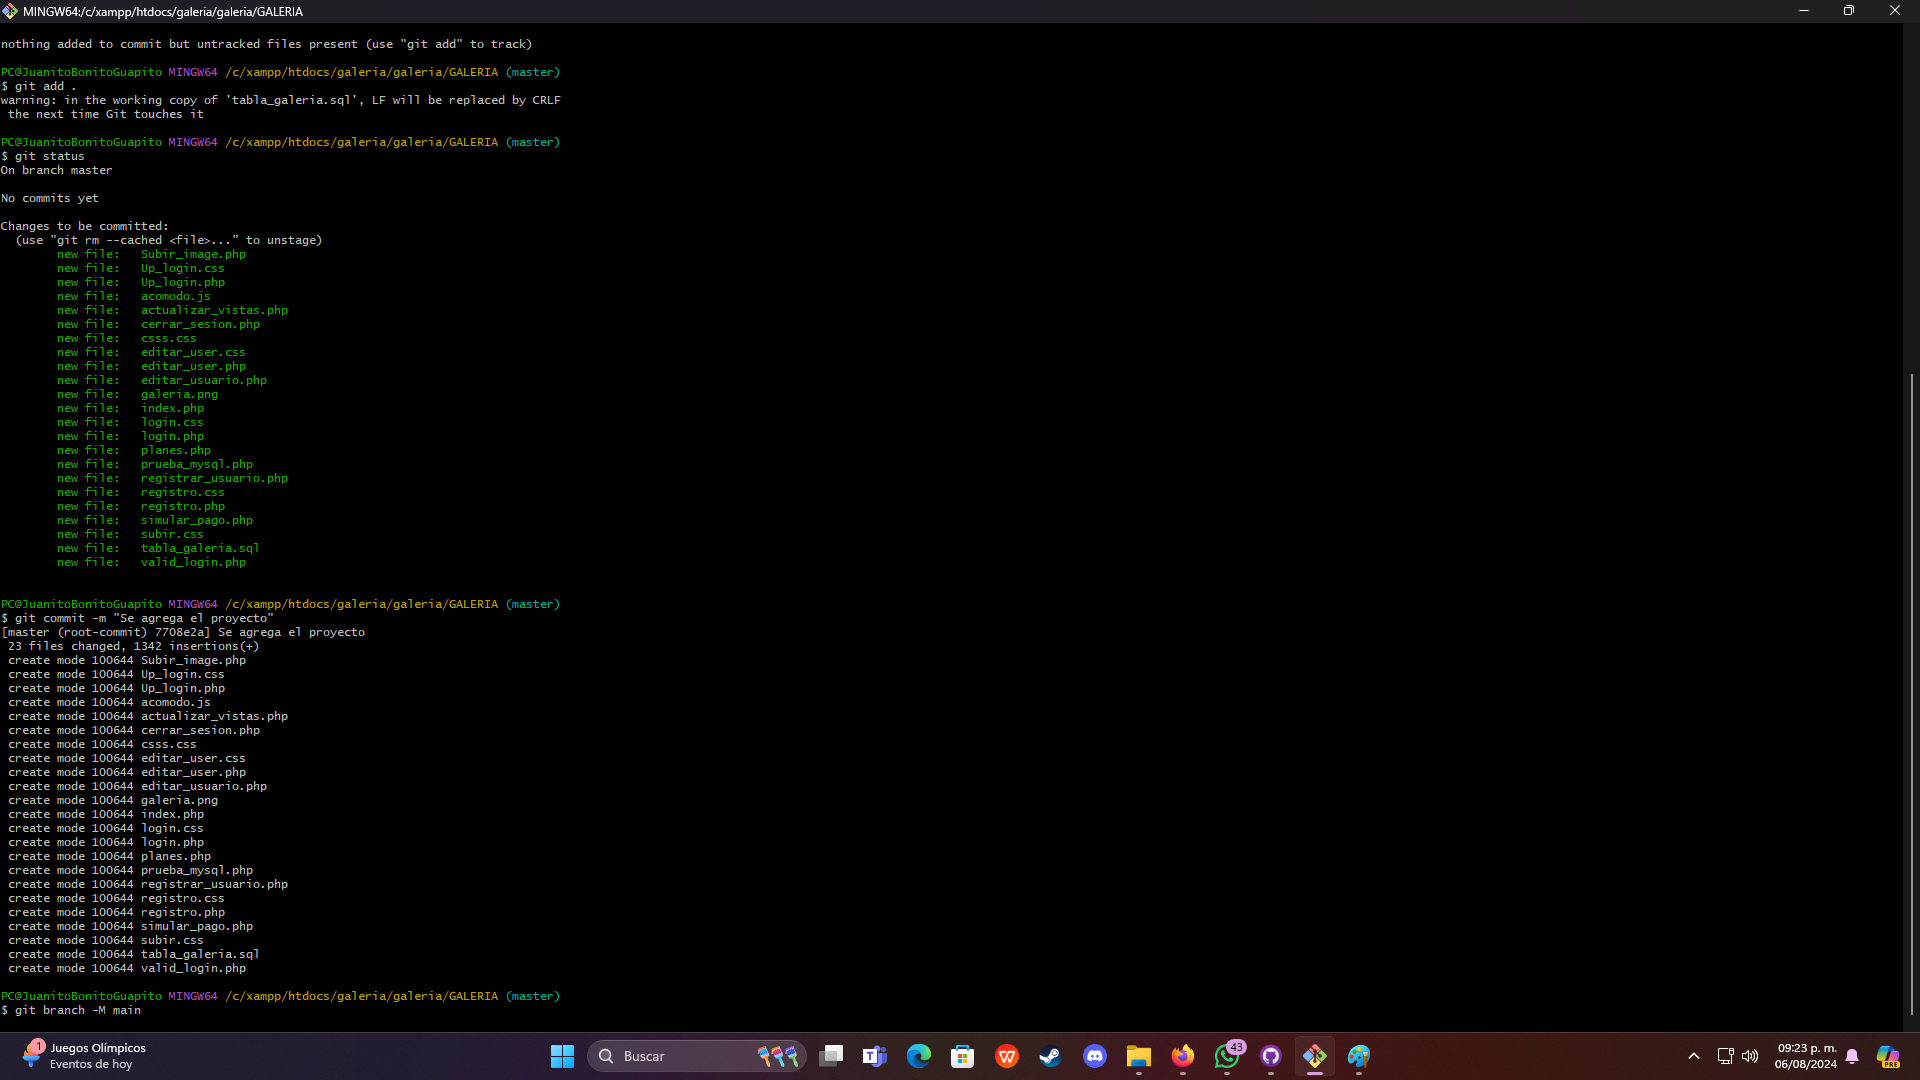 MINGW64:/c/xampp/htdocs/galeria/galeria/GALERIA
nothing added to commit but untracked files present (use "git add" to track)
PC@JuanitoBonitoGuapito MINGW64 /c/xampp/htdocs/galeria/galeria/GALERIA (master)
$ git add .
warning: in the working copy of 'tabla_galeria.sql', LF will be replaced by CRLF
 the next time Git touches it
PC@JuanitoBonitoGuapito MINGW64 /c/xampp/htdocs/galeria/galeria/GALERIA (master)
$ git status
On branch master
No commits yet
Changes to be committed:
  (use "git rm --cached <file>..." to unstage)
        new file:   Subir_image.php
        new file:   Up_login.css
        new file:   Up_login.php
        new file:   acomodo.js
        new file:   actualizar_vistas.php
        new file:   cerrar_sesion.php
        new file:   csss.css
        new file:   editar_user.css
        new file:   editar_user.php
        new file:   editar_usuario.php
        new file:   galeria.png
        new file:   index.php
        new file:   login.css
        new file:   login.php
        new file:   planes.php
        new file:   prueba_mysql.php
        new file:   registrar_usuario.php
        new file:   registro.css
        new file:   registro.php
        new file:   simular_pago.php
        new file:   subir.css
        new file:   tabla_galeria.sql
        new file:   valid_login.php
PC@JuanitoBonitoGuapito MINGW64 /c/xampp/htdocs/galeria/galeria/GALERIA (master)
$ git commit -m "Se agrega el proyecto"
[master (root-commit) 7708e2a] Se agrega el proyecto
 23 files changed, 1342 insertions(+)
 create mode 100644 Subir_image.php
 create mode 100644 Up_login.css
 create mode 100644 Up_login.php
 create mode 100644 acomodo.js
 create mode 100644 actualizar_vistas.php
 create mode 100644 cerrar_sesion.php
 create mode 100644 csss.css
 create mode 100644 editar_user.css
 create mode 100644 editar_user.php
 create mode 100644 editar_usuario.php
 create mode 100644 galeria.png
 create mode 100644 index.php
 create mode 100644 login.css
 create mode 100644 login.php
 create mode 100644 planes.php
 create mode 100644 prueba_mysql.php
 create mode 100644 registrar_usuario.php
 create mode 100644 registro.css
 create mode 100644 registro.php
 create mode 100644 simular_pago.php
 create mode 100644 subir.css
 create mode 100644 tabla_galeria.sql
 create mode 100644 valid_login.php
PC@JuanitoBonitoGuapito MINGW64 /c/xampp/htdocs/galeria/galeria/GALERIA (master)
$ git branch -M main
1
Juegos Olímpicos
Eventos de hoy
Buscar
43
09:23 p. m.
06/08/2024
PRE